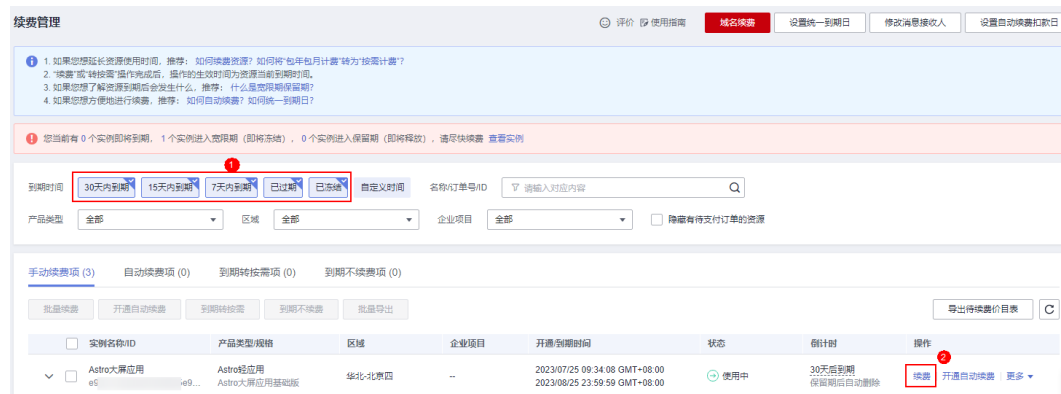 续费管理
评价 使用指南 域名续费 设置统一到期日 修改消息接收人 设置自动续费扣款日
1. 如果您想延长资源使用时间，推荐： 如何续费资源？如何将“包年包月计费”转为“按需计费”？
2. “续费”或“转按需”操作完成后，操作的生效时间为资源当前到期时间。
3. 如果您想了解资源到期后会发生什么，推荐： 什么是宽限期保留期？
4. 如果您想方便地进行续费，推荐： 如何自动续费？如何统一到期日？
您当前有 0 个实例即将到期， 1 个实例进入宽限期（即将冻结），0 个实例进入保留期（即将释放），请尽快续费 查看实例
1
到期时间 30天内到期 15天内到期 7天内到期 已过期 已冻结 自定义时间 名称/订单号/ID 请输入对应内容
产品类型 全部 区域 全部 企业项目 全部 隐藏有待支付订单的资源
手动续费项 (3) 自动续费项 (0) 到期转按需项 (0) 到期不续费项 (0)
批量续费 开通自动续费 到期转按需 到期不续费 批量导出 导出待续费价目表
实例名称/ID 产品类型/规格 区域 企业项目 开通/到期时间 状态 倒计时 操作
2
Astro大屏应用 Astro轻应用 华北-北京四 -- 2023/07/25 09:34:08 GMT+08:00 使用中 30天后到期 续费 开通自动续费 更多
e9... Astro大屏应用基础版 2023/08/25 23:59:59 GMT+08:00 保留期后自动删除